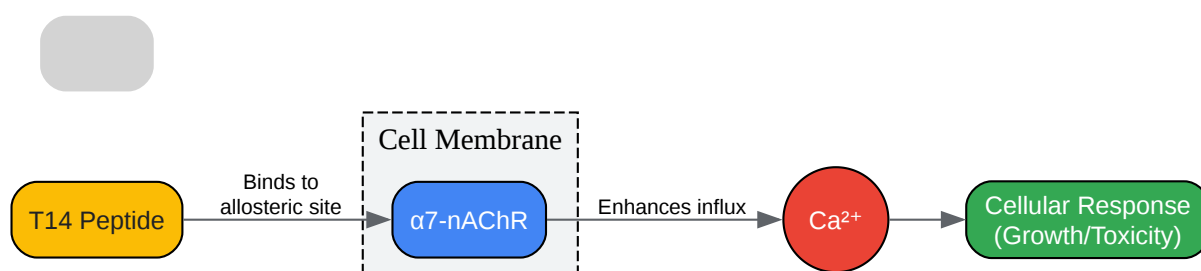 Cell Membrane
T14 Peptide
Binds to
allosteric site
α7-nAChR
Enhances influx
Ca²⁺
Cellular Response
(Growth/Toxicity)